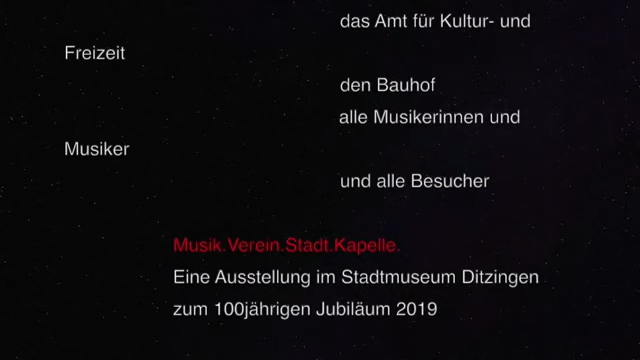 das Amt für Kultur- und
Freizeit
den Bauhof
alle Musikerinnen und
Musiker
und alle Besucher
Musik.Verein.Stadt.Kapelle.
Eine Ausstellung im Stadtmuseum Ditzingen
zum 100jährigen Jubiläum 2019